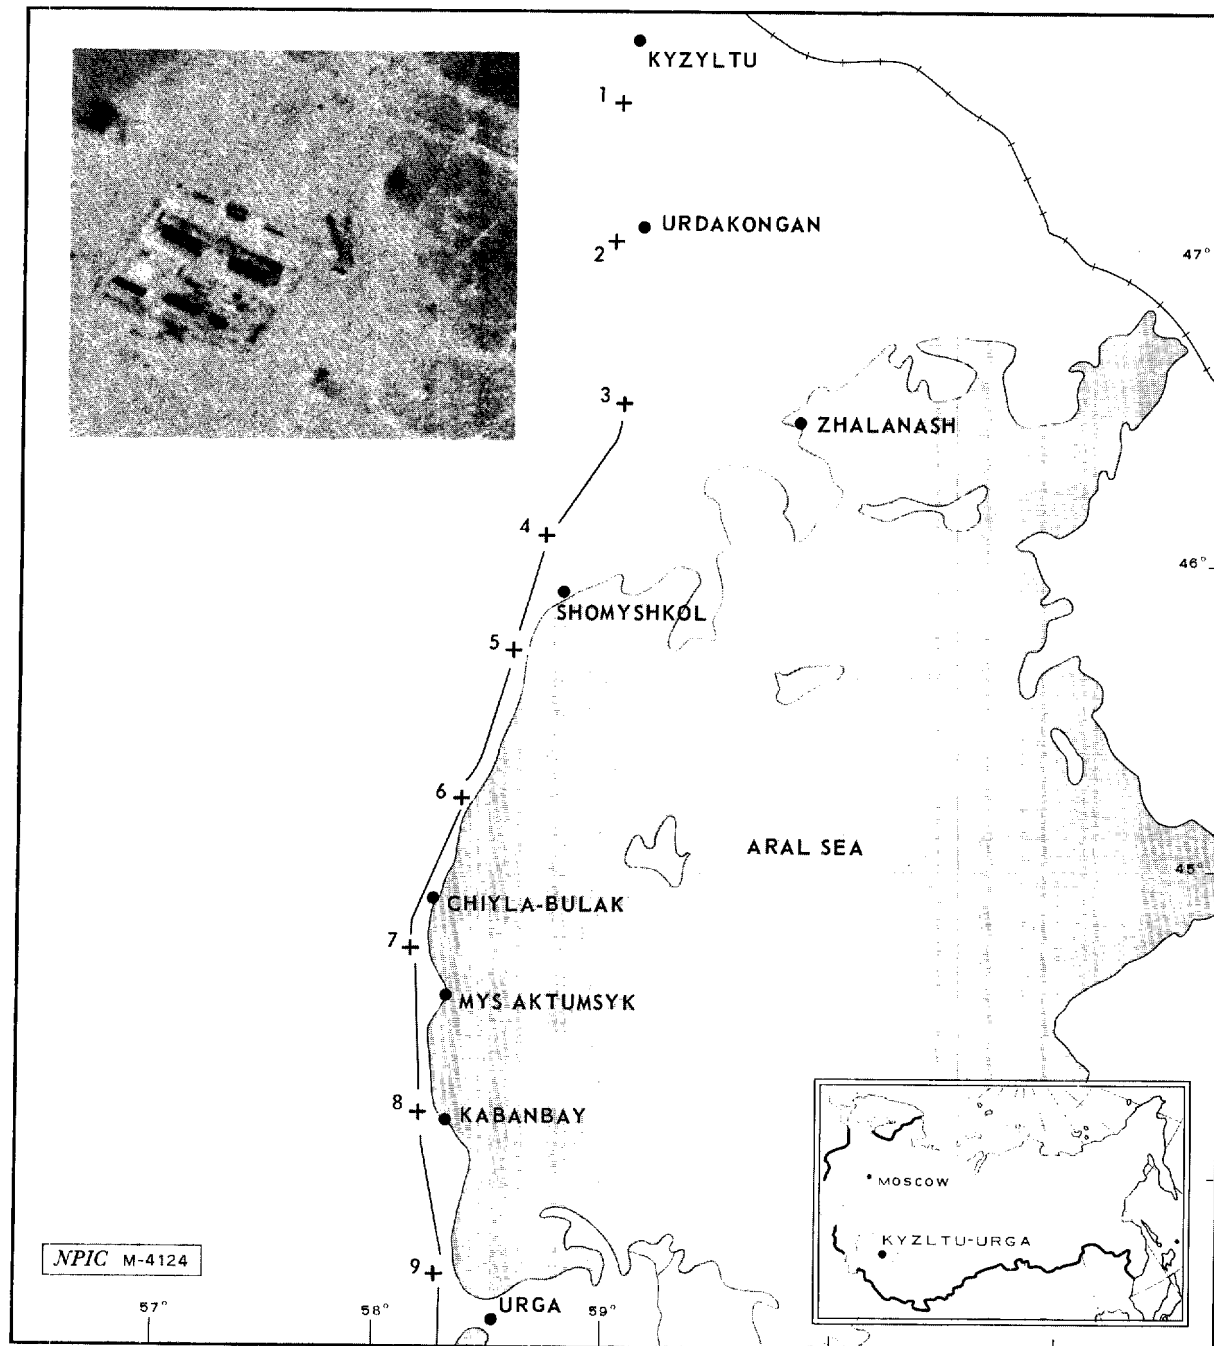 KYZYLTU
1
URDAKONGAN
2
47°
3
ZHALANASH
4
46°
SHOMYSHKOL
5
6
ARAL SEA
45°
CHIYLA-BULAK
7
MYS AKTUMSYK
8
KABANBAY
MOSCOW
KYZLTU-URGA
NPIC M-4124
9
URGA
57°
58°
59°